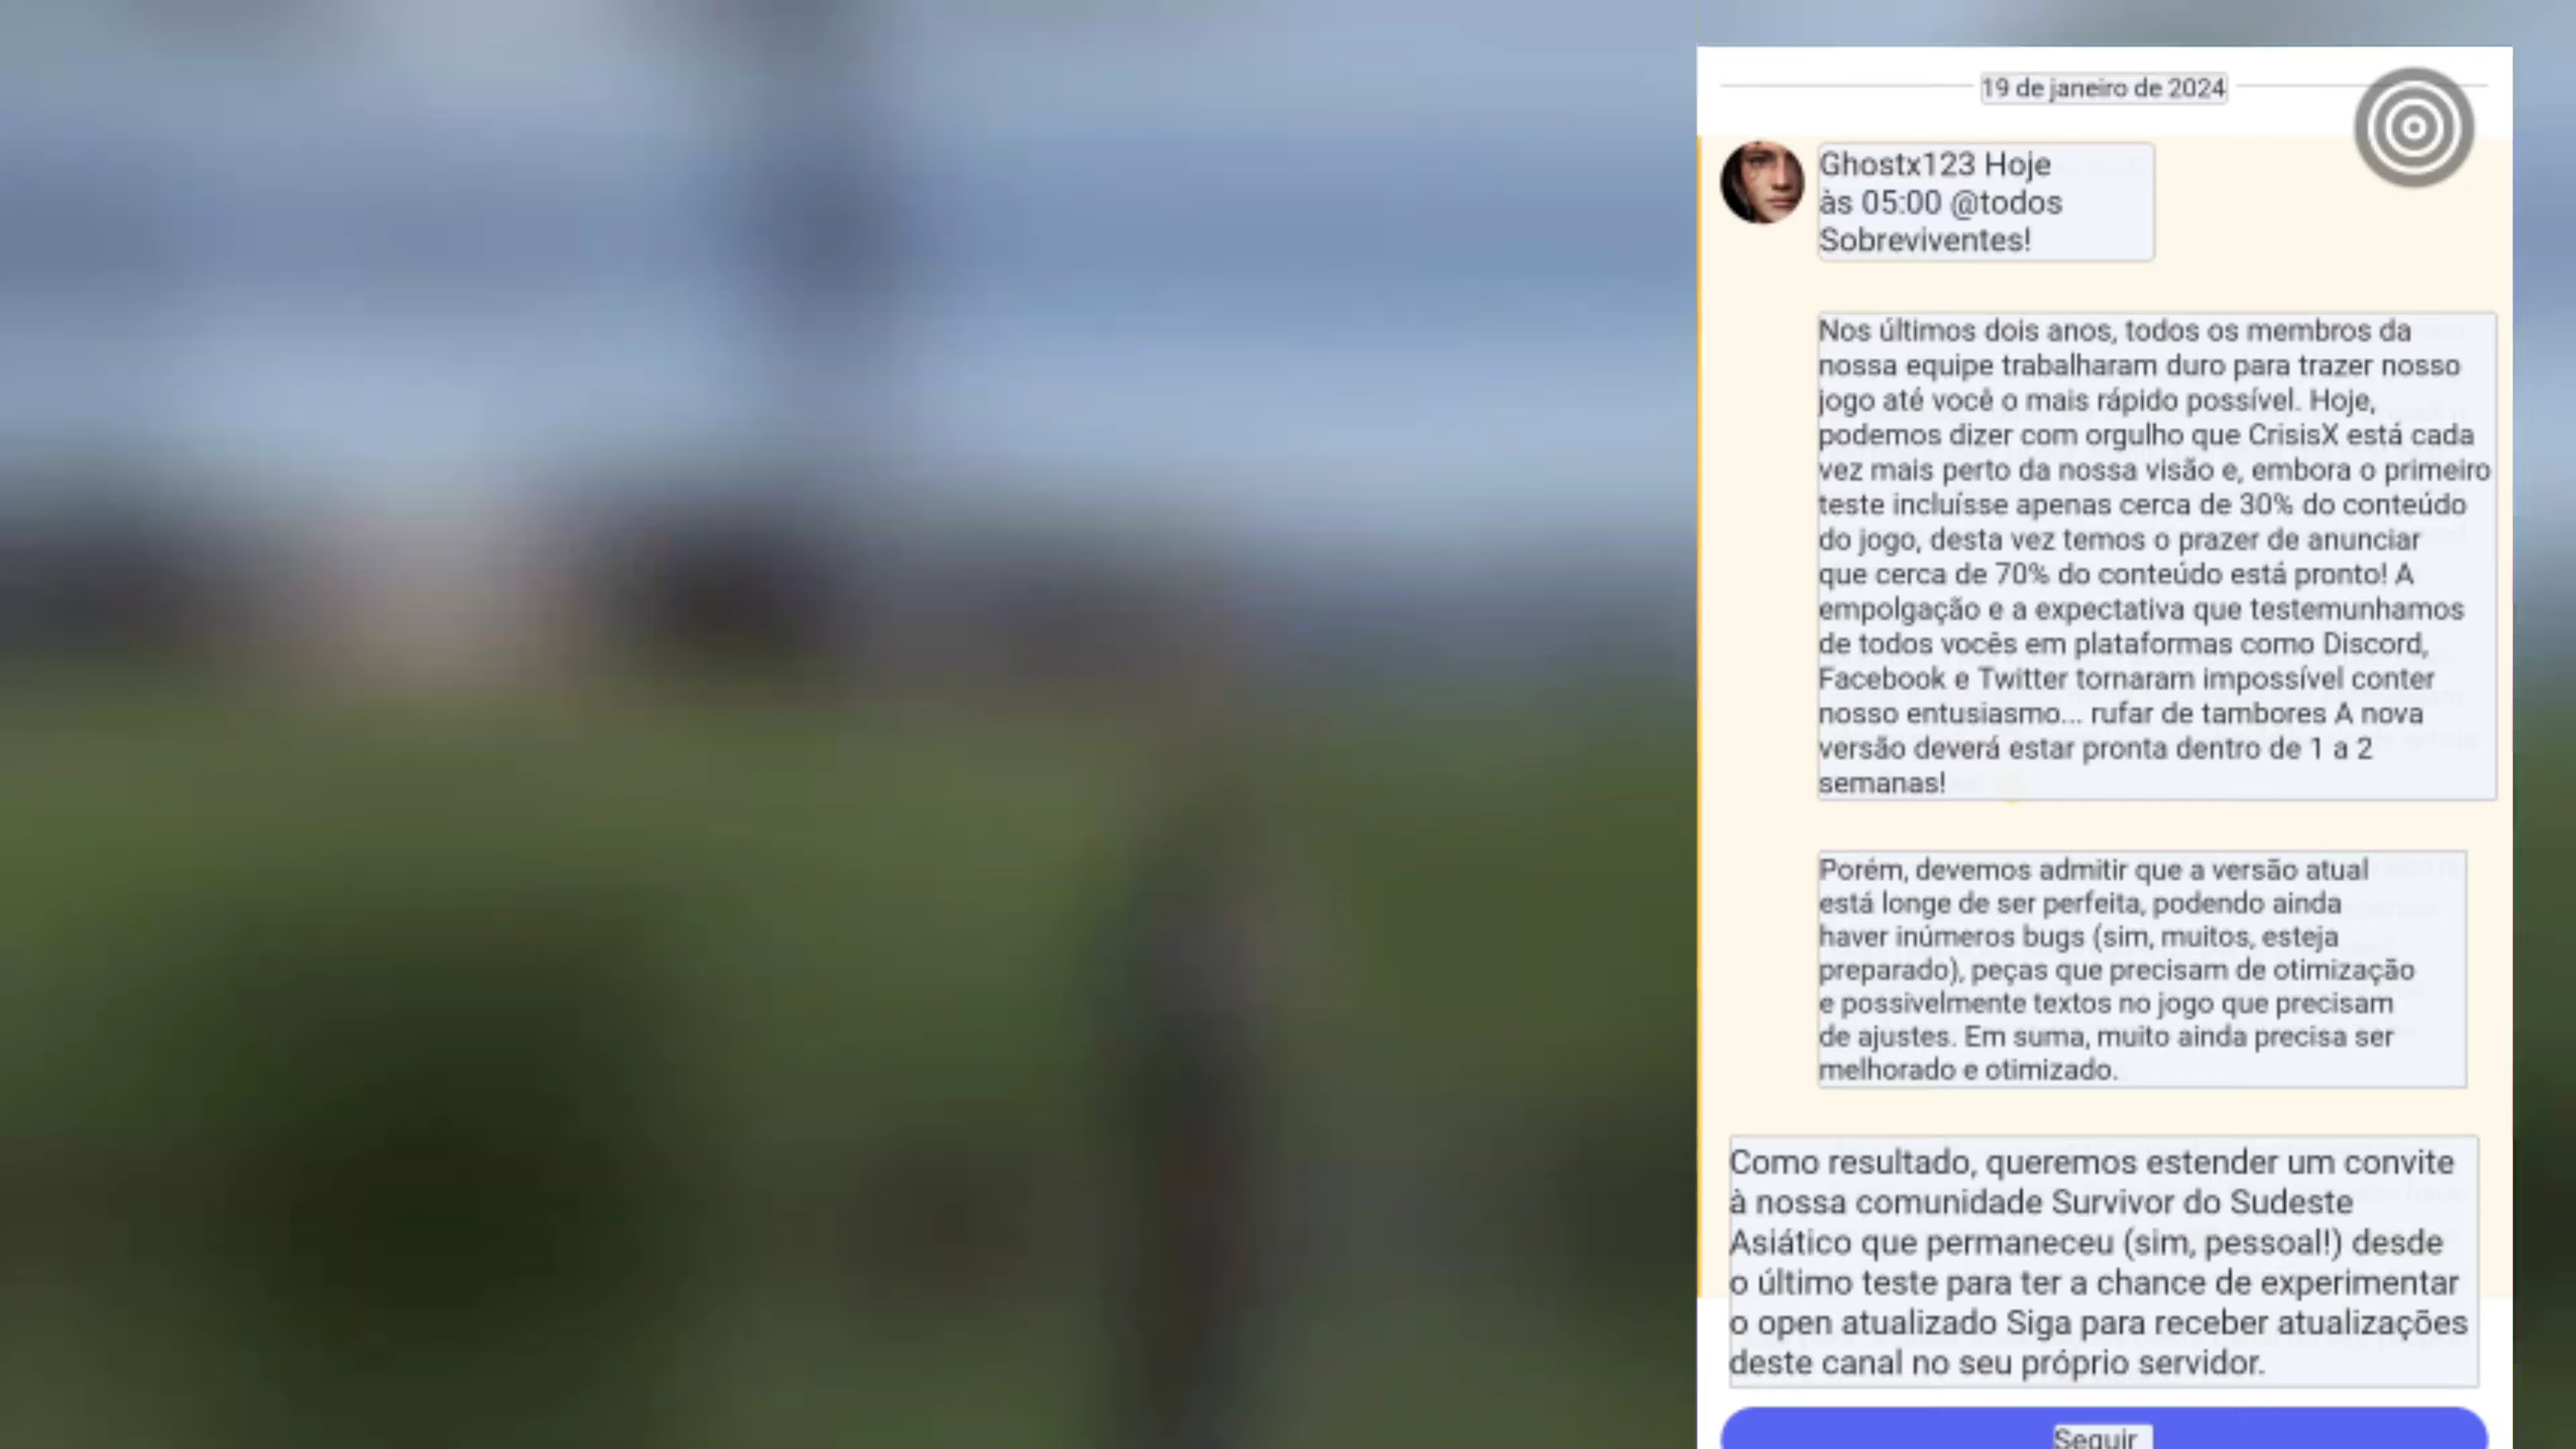 19 de janeiro de 2024
Ghostx123 Hoje
às 05:00 @todos
Sobreviventes!
Nos últimos dois anos, todos os membros da
nossa equipe trabalharam duro para trazer nosso
jogo até você o mais rápido possível. Hoje,
podemos dizer com orgulho que CrisisX está cada
vez mais perto da nossa visão e, embora o primeiro
teste incluísse apenas cerca de 30% do conteúdo
do jogo, desta vez temos o prazer de anunciar
que cerca de 70% do conteúdo está pronto! A
empolgação e a expectativa que testemunhamos
de todos vocês em plataformas como Discord,
Facebook e Twitter tornaram impossível conter
nosso entusiasmo... rufar de tambores A nova
versão deverá estar pronta dentro de 1 a 2
semanas!
Porém, devemos admitir que a versão atual
está longe de ser perfeita, podendo ainda
haver inúmeros bugs (sim, muitos, esteja
preparado), peças que precisam de otimização
e possivelmente textos no jogo que precisam
de ajustes. Em suma, muito ainda precisa ser
melhorado e otimizado.
Como resultado, queremos estender um convite
à nossa comunidade Survivor do Sudeste
Asiático que permaneceu (sim, pessoal!) desde
o último teste para ter a chance de experimentar
o open atualizado Siga para receber atualizações
deste canal no seu próprio servidor.
Seguir